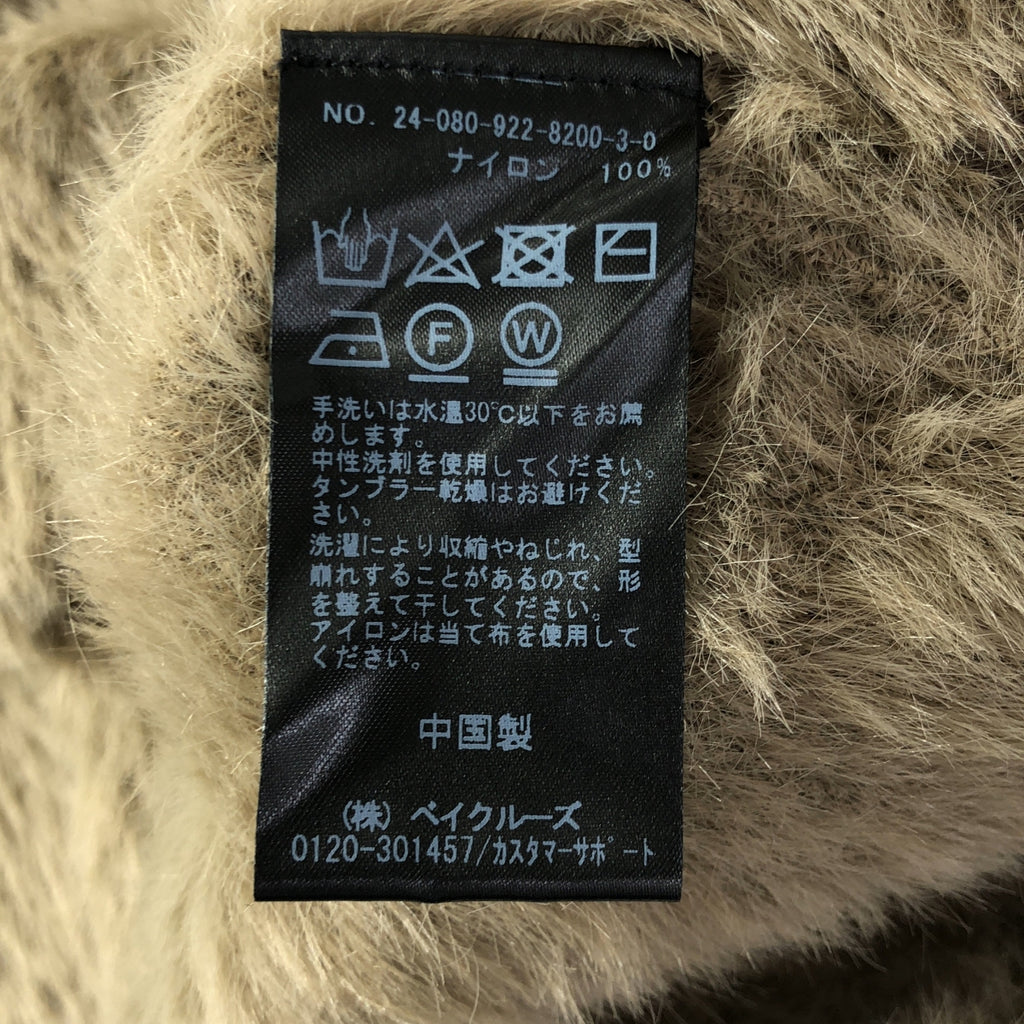 NO. 24-080-922-8200-3-0
ナイロン 100%
F W
手洗いは水温30℃以下をお薦
めします。
中性洗剤を使用してください。
タンブラー乾燥はお避けくだ
さい。
洗濯により収縮やねじれ、型
崩れすることがあるので、形
を整えて干してください。
アイロンは当て布を使用して
ください。
中国製
(株) ベイクルーズ
0120-301457/カスタマーサポート